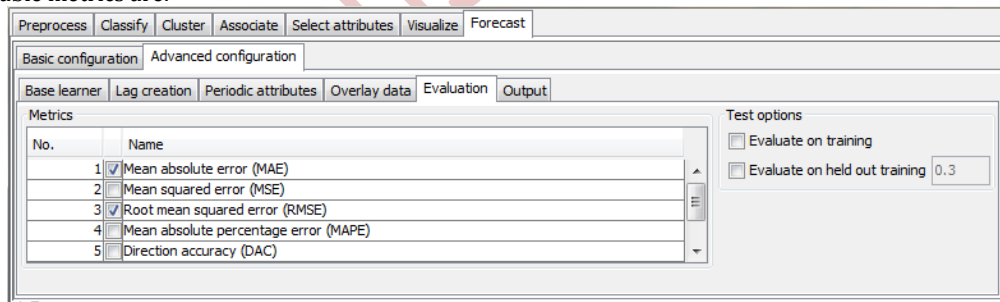 Preprocess Classify Cluster Associate Select attributes Visualize Forecast
Basic configuration Advanced configuration
Base learner Lag creation Periodic attributes Overlay data Evaluation Output
Metrics
No. Name
1 Mean absolute error (MAE)
2 Mean squared error (MSE)
3 Root mean squared error (RMSE)
4 Mean absolute percentage error (MAPE)
5 Direction accuracy (DAC)
Test options
Evaluate on training
Evaluate on held out training 0.3